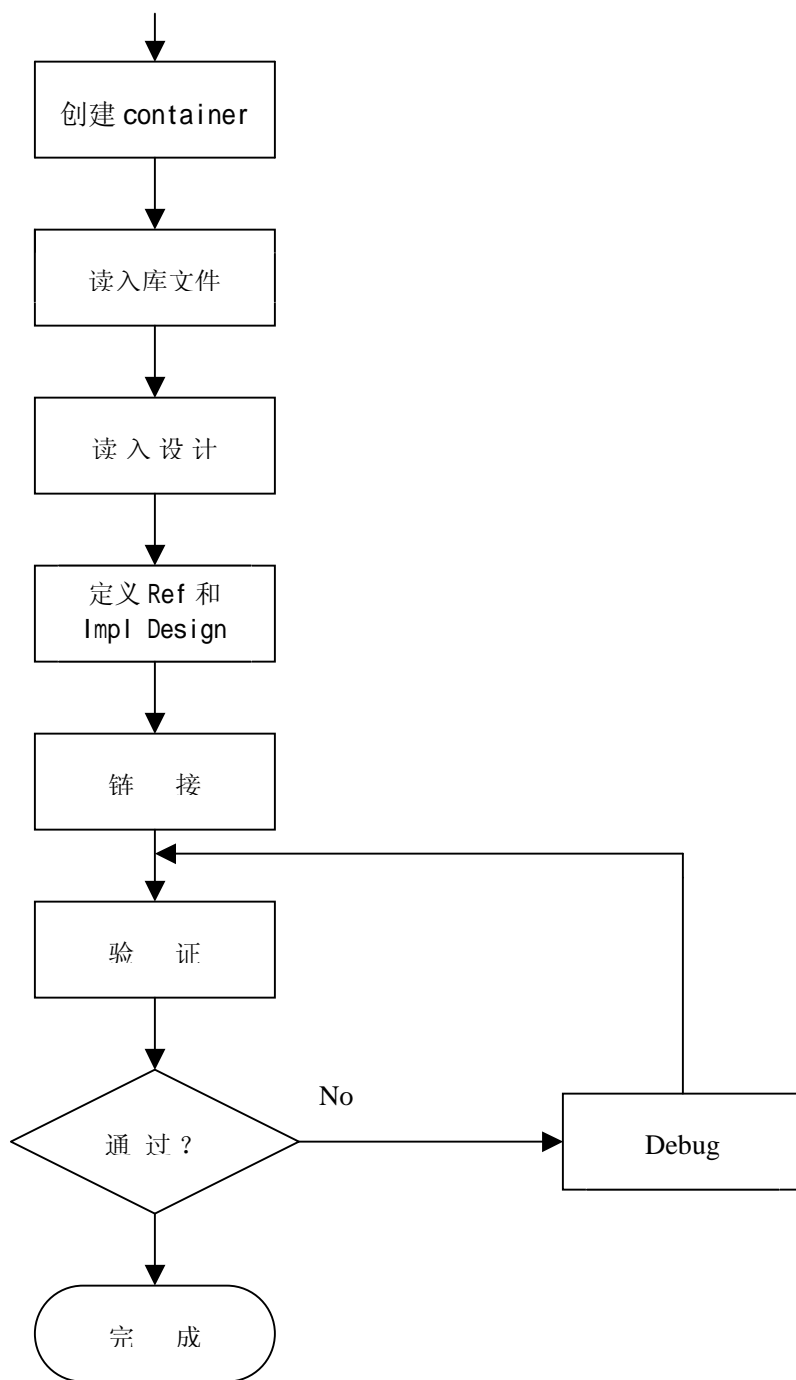 创建 container
读入库文件
读 入 设 计
定义 Ref 和
Impl Design
链 接
验 证
No
通 过 ?
Debug
完 成